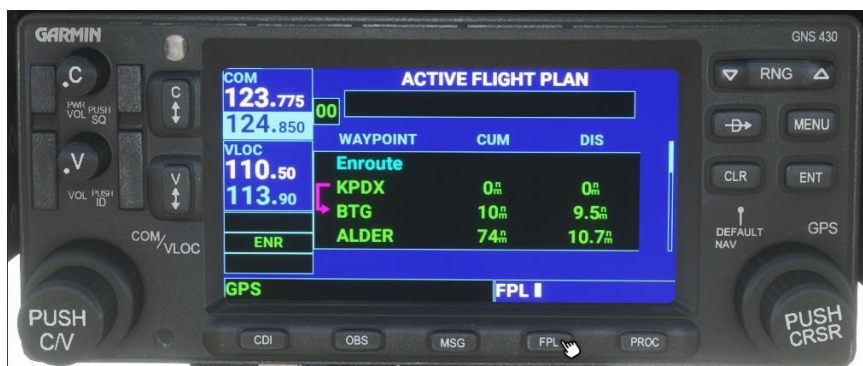 GARMIN
GNS 430
C
PWR
VOL PUSH
SQ
C
V
VOL PUSH
ID
V
COM/VLOC
PUSH
C/V
COM
123.775
124.850
VLOC
110.50
113.90
ENR
GPS
ACTIVE FLIGHT PLAN
00
WAYPOINT CUM DIS
Enroute
KPDX 0nm 0nm
BTG 10nm 9.5nm
ALDER 74nm 10.7nm
FPL
RNG
D
MENU
CLR
ENT
DEFAULT
NAV
GPS
PUSH
CRSR
CDI
OBS
MSG
FPL
PROC